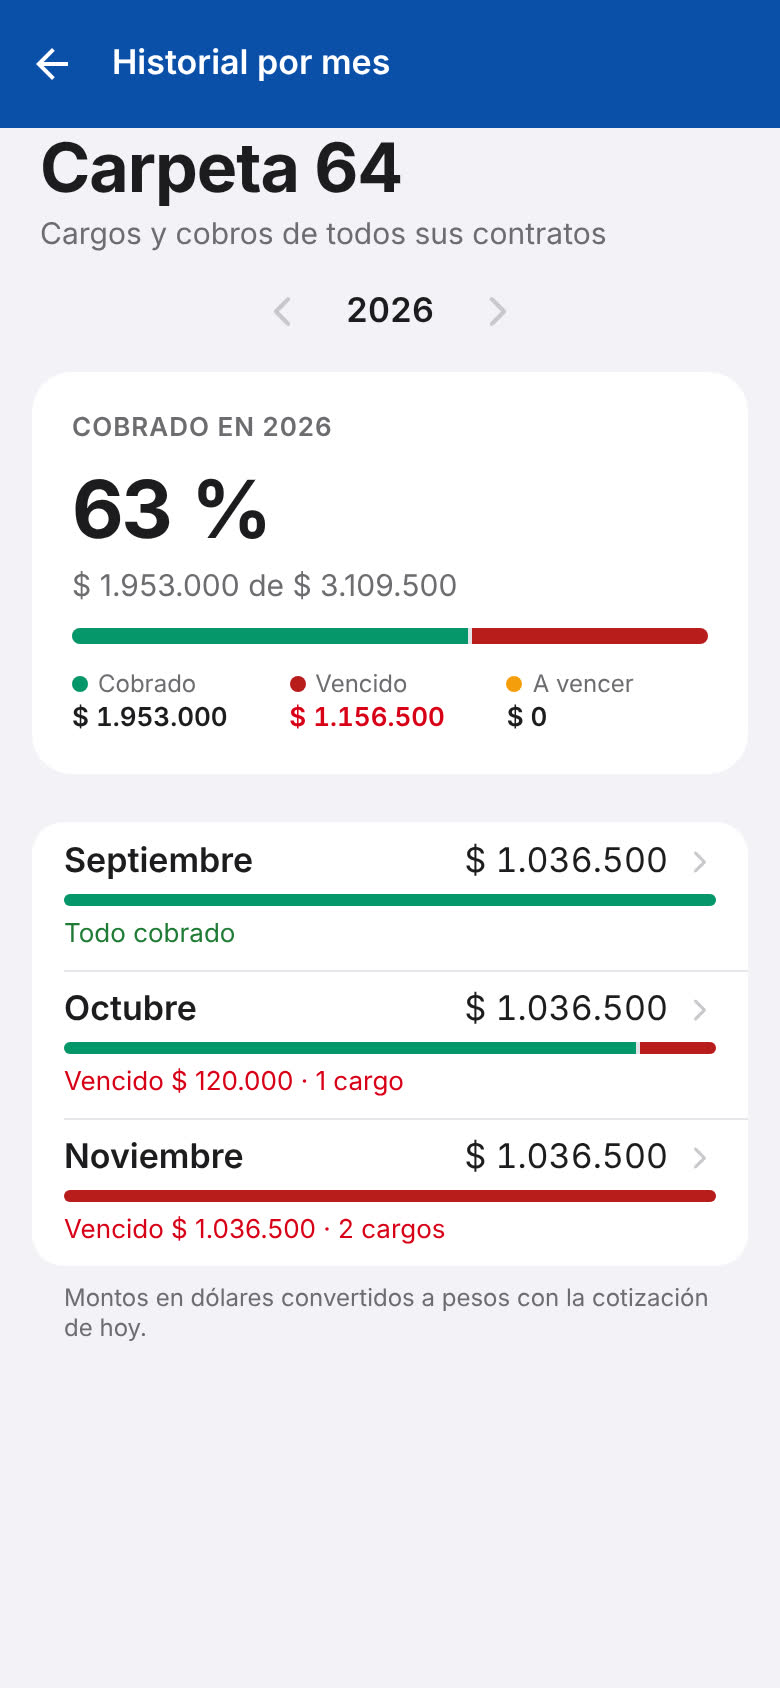 Historial por mes
Carpeta 64
Cargos y cobros de todos sus contratos
2026
COBRADO EN 2026
63 %
$ 1.953.000 de $ 3.109.500
Cobrado
$ 1.953.000
Vencido
$ 1.156.500
A vencer
$ 0
Septiembre $ 1.036.500
Todo cobrado
Octubre $ 1.036.500
Vencido $ 120.000 · 1 cargo
Noviembre $ 1.036.500
Vencido $ 1.036.500 · 2 cargos
Montos en dólares convertidos a pesos con la cotización
de hoy.